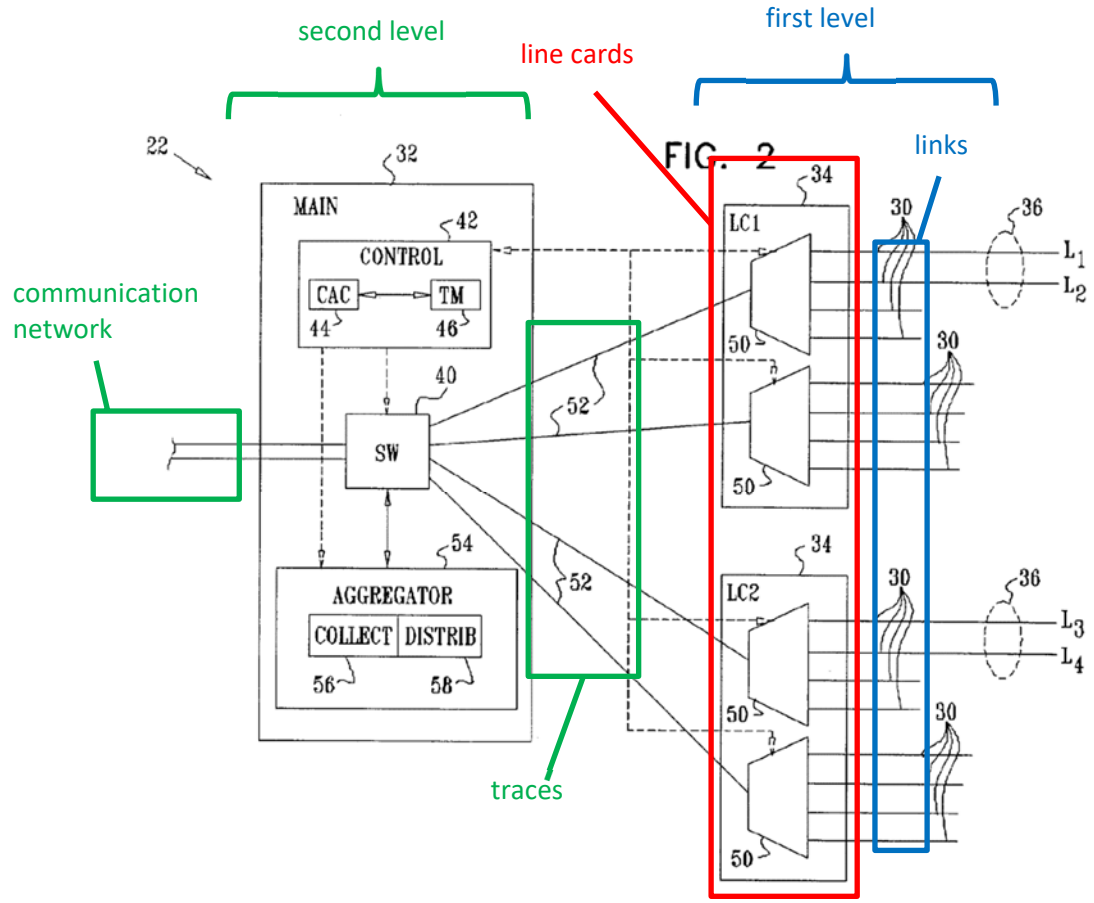 second level
first level
line cards
links
FIG. 2
22
32
34
30
36
MAIN
LC1
42
CONTROL
L1
CAC
TM
L2
communication
network
44
46
50
30
40
52
SW
52
50
54
34
52
30
36
AGGREGATOR
LC2
L3
COLLECT
DISTRIB
L4
56
58
50
30
traces
50